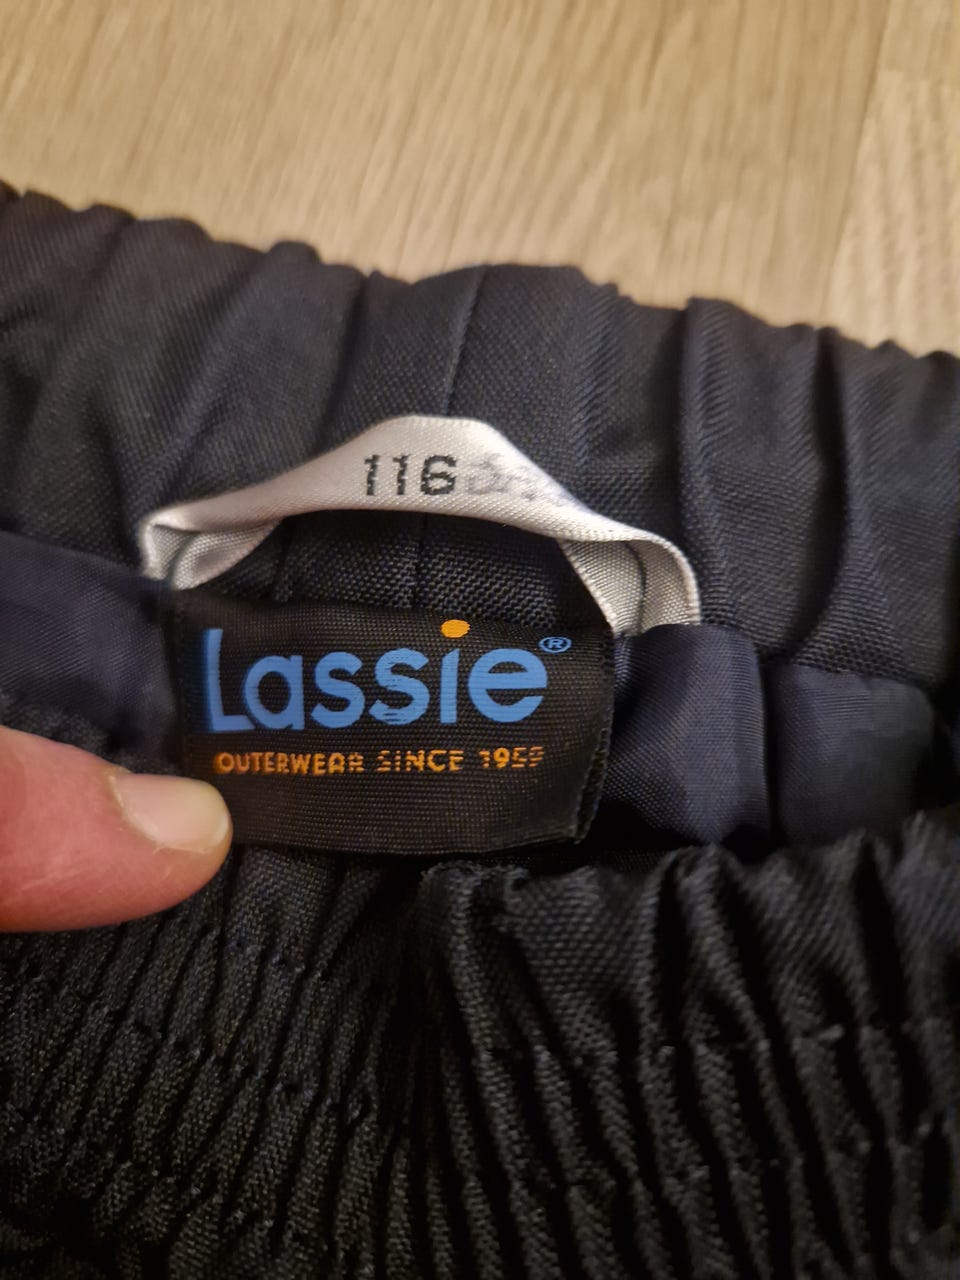 116
Lassie®
OUTERWEAR SINCE 1959